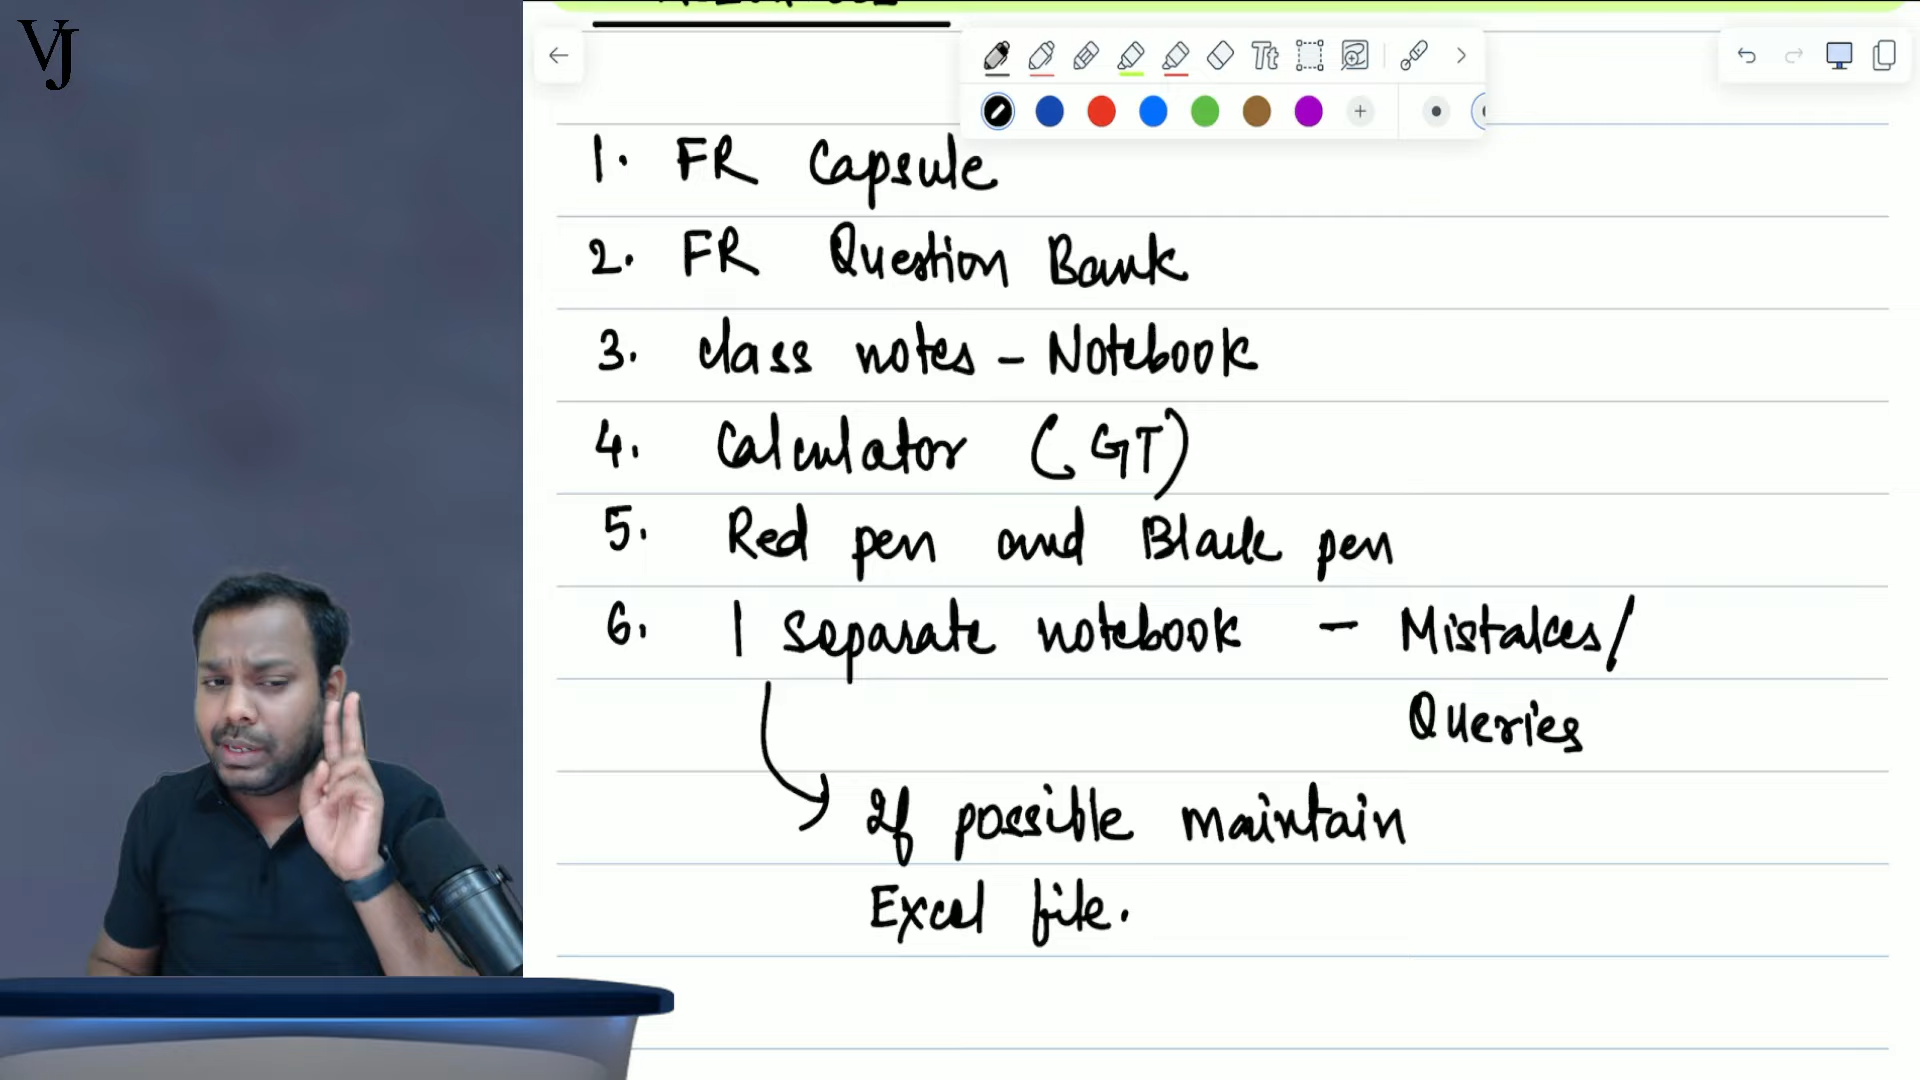 VJ
Tt
1. FR Capsule
2. FR Question Bank
3. Class notes - Notebook
4. Calculator (GT)
5. Red pen and Black pen
6. 1 separate notebook - Mistakes/
Queries
If possible maintain
Excel file.